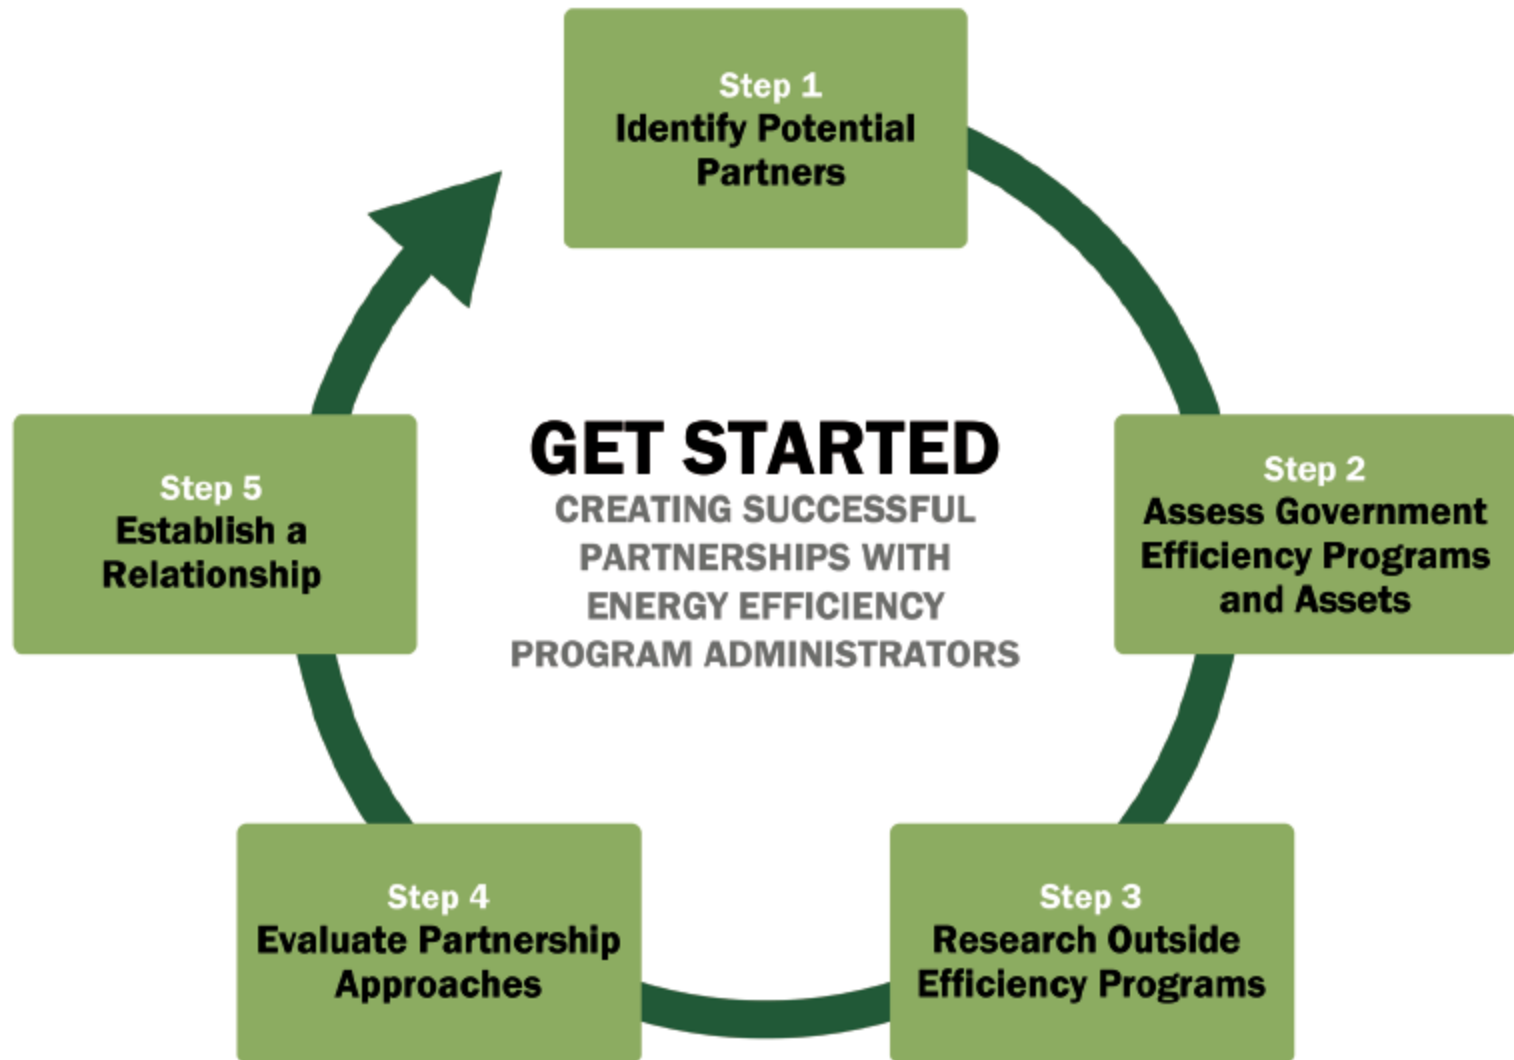 Step 1
Identify Potential
Partners
Step 2
Assess Government
Efficiency Programs
and Assets
Step 3
Research Outside
Efficiency Programs
Step 4
Evaluate Partnership
Approaches
Step 5
Establish a
Relationship
GET STARTED
CREATING SUCCESSFUL
PARTNERSHIPS WITH
ENERGY EFFICIENCY
PROGRAM ADMINISTRATORS